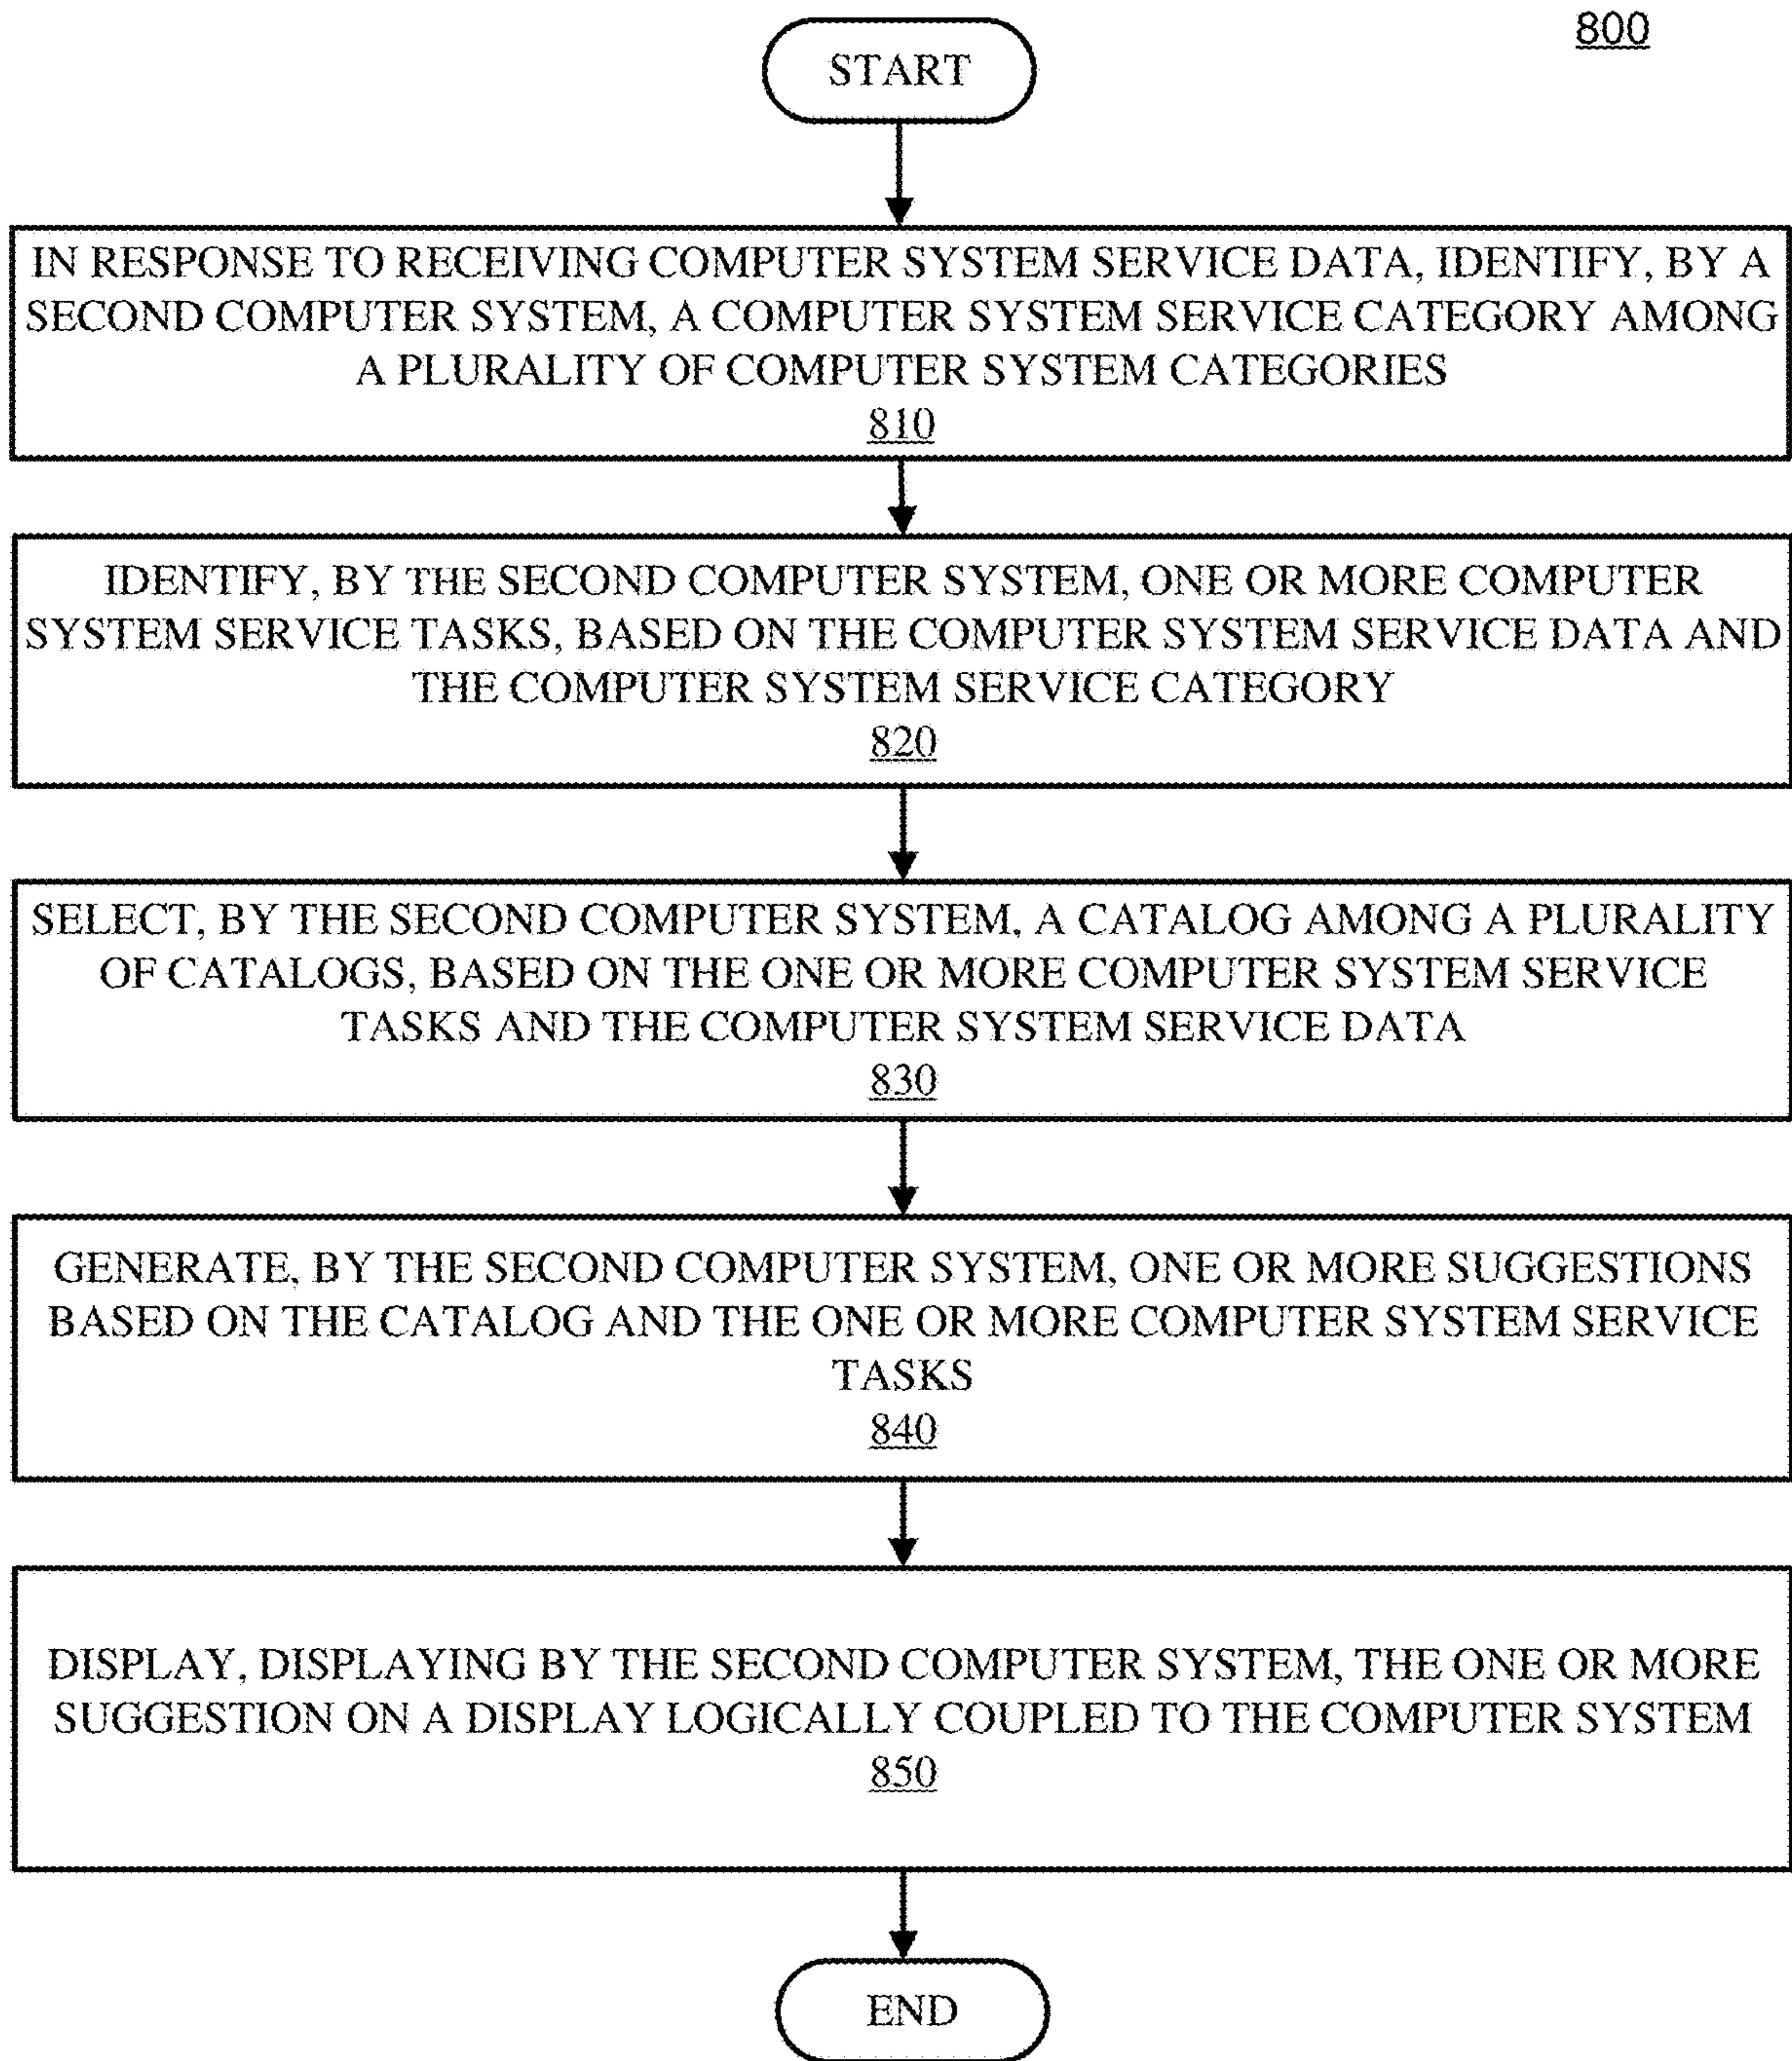 800
START
IN RESPONSE TO RECEIVING COMPUTER SYSTEM SERVICE DATA, IDENTIFY, BY A
SECOND COMPUTER SYSTEM, A COMPUTER SYSTEM SERVICE CATEGORY AMONG
A PLURALITY OF COMPUTER SYSTEM CATEGORIES
810
IDENTIFY, BY THE SECOND COMPUTER SYSTEM, ONE OR MORE COMPUTER
SYSTEM SERVICE TASKS, BASED ON THE COMPUTER SYSTEM SERVICE DATA AND
THE COMPUTER SYSTEM SERVICE CATEGORY
820
SELECT, BY THE SECOND COMPUTER SYSTEM, A CATALOG AMONG A PLURALITY
OF CATALOGS, BASED ON THE ONE OR MORE COMPUTER SYSTEM SERVICE
TASKS AND THE COMPUTER SYSTEM SERVICE DATA
830
GENERATE, BY THE SECOND COMPUTER SYSTEM, ONE OR MORE SUGGESTIONS
BASED ON THE CATALOG AND THE ONE OR MORE COMPUTER SYSTEM SERVICE
TASKS
840
DISPLAY, DISPLAYING BY THE SECOND COMPUTER SYSTEM, THE ONE OR MORE
SUGGESTION ON A DISPLAY LOGICALLY COUPLED TO THE COMPUTER SYSTEM
850
END